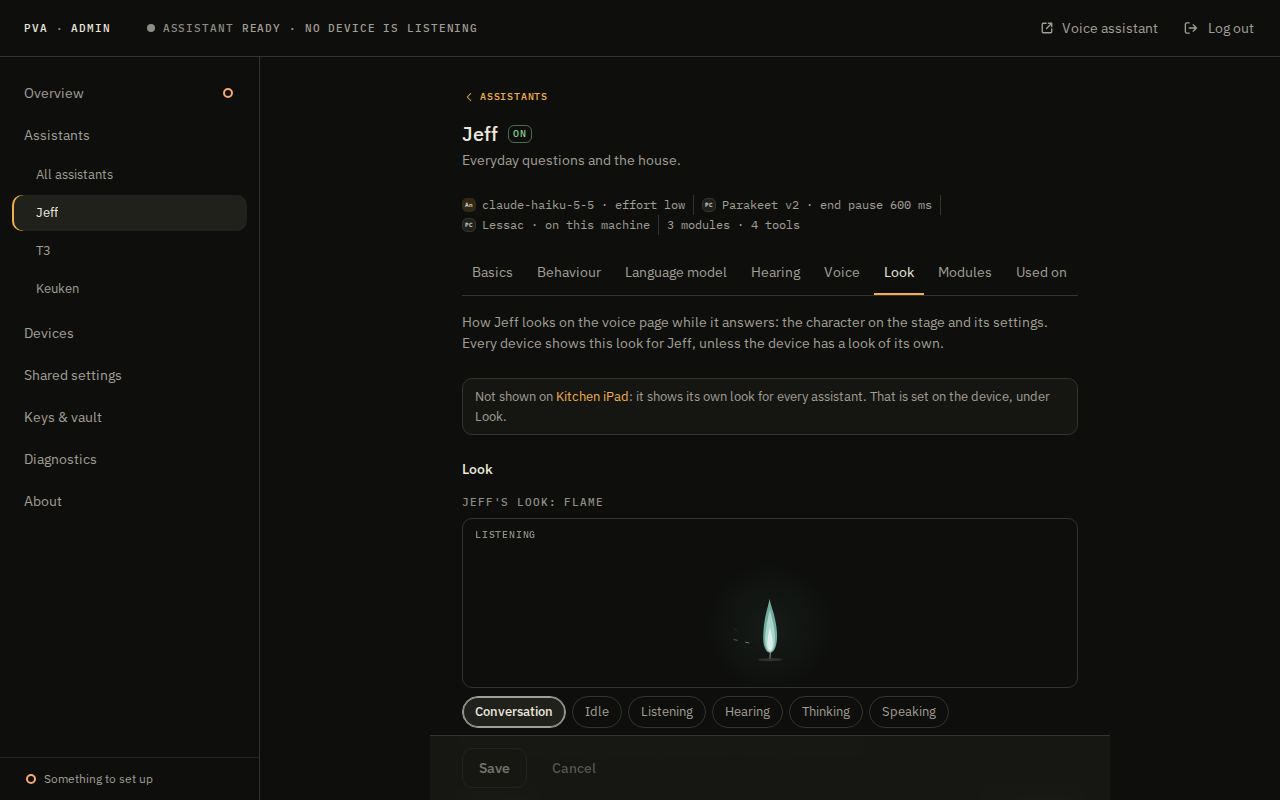 PVA · ADMIN
ASSISTANT READY · NO DEVICE IS LISTENING
Voice assistant
Log out
Overview
Assistants
All assistants
Jeff
T3
Keuken
Devices
Shared settings
Keys & vault
Diagnostics
About
Something to set up
ASSISTANTS
Jeff ON
Everyday questions and the house.
An claude-haiku-5-5 · effort low PC Parakeet v2 · end pause 600 ms
PC Lessac · on this machine 3 modules · 4 tools
Basics Behaviour Language model Hearing Voice Look Modules Used on
How Jeff looks on the voice page while it answers: the character on the stage and its settings.
Every device shows this look for Jeff, unless the device has a look of its own.
Not shown on Kitchen iPad: it shows its own look for every assistant. That is set on the device, under
Look.
Look
JEFF'S LOOK: FLAME
LISTENING
Conversation Idle Listening Hearing Thinking Speaking
Save Cancel